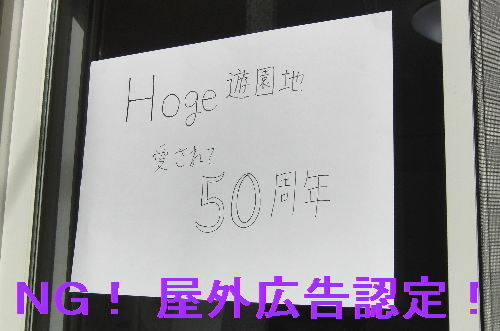 Hoge遊園地
愛されて
50周年
NG！ 屋外広告認定！